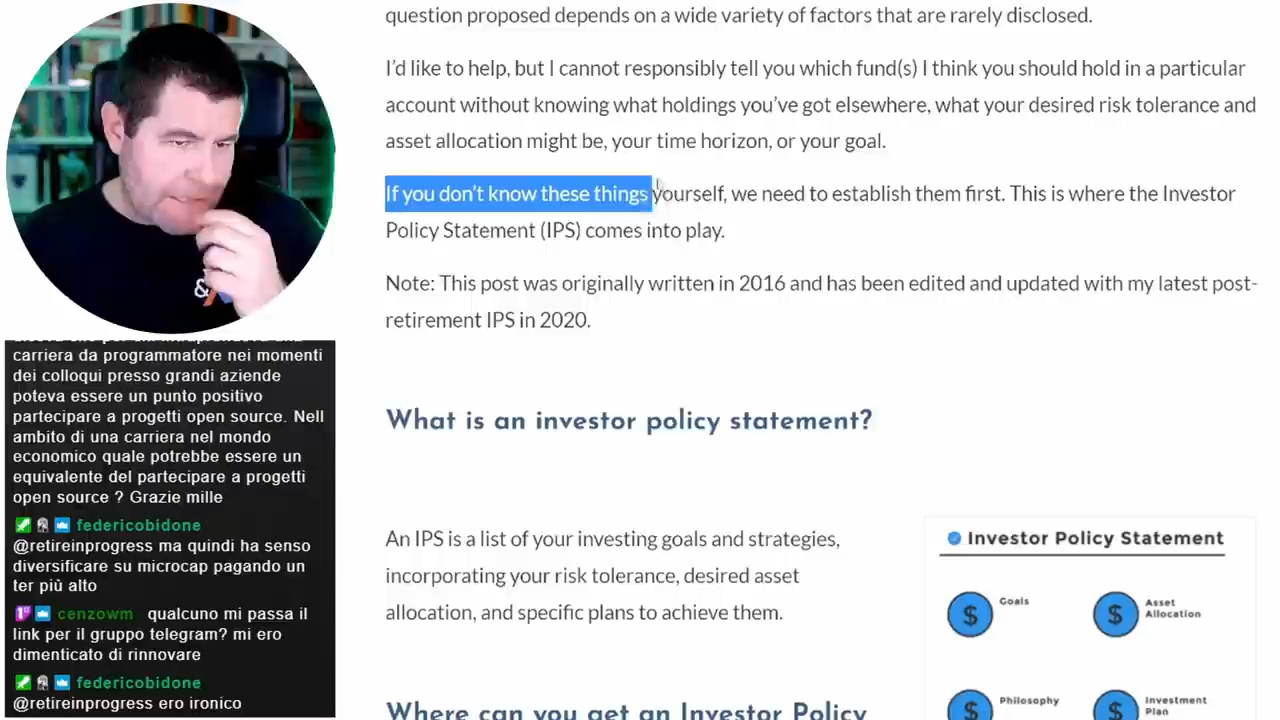 question proposed depends on a wide variety of factors that are rarely disclosed.
I'd like to help, but I cannot responsibly tell you which fund(s) I think you should hold in a particular
account without knowing what holdings you've got elsewhere, what your desired risk tolerance and
asset allocation might be, your time horizon, or your goal.
If you don't know these things yourself, we need to establish them first. This is where the Investor
Policy Statement (IPS) comes into play.
Note: This post was originally written in 2016 and has been edited and updated with my latest post-
retirement IPS in 2020.
What is an investor policy statement?
An IPS is a list of your investing goals and strategies,
incorporating your risk tolerance, desired asset
allocation, and specific plans to achieve them.
Where can you get an Investor Policy
Investor Policy Statement
$ Goals
$ Asset
Allocation
$ Philosophy
$ Investment
Plan
&
carriera da programmatore nei momenti
dei colloqui presso grandi aziende
poteva essere un punto positivo
partecipare a progetti open source. Nell
ambito di una carriera nel mondo
economico quale potrebbe essere un
equivalente del partecipare a progetti
open source ? Grazie mille
federicobidone
@retireinprogress ma quindi ha senso
diversificare su microcap pagando un
ter più alto
cenzowm qualcuno mi passa il
link per il gruppo telegram? mi ero
dimenticato di rinnovare
federicobidone
@retireinprogress ero ironico